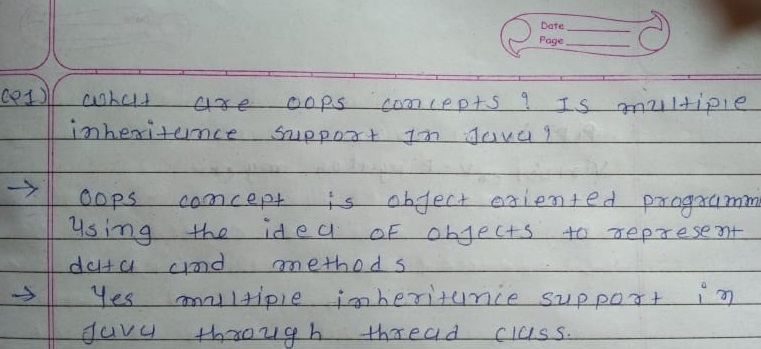 Date
Page
Q1) What are oops concepts ? Is multiple
inheritance support In Java ?
→ oops concept is object oriented programmi
Using the idea OF objects to represent
data and methods
→ Yes multiple inheritance support in
Java through thread class.